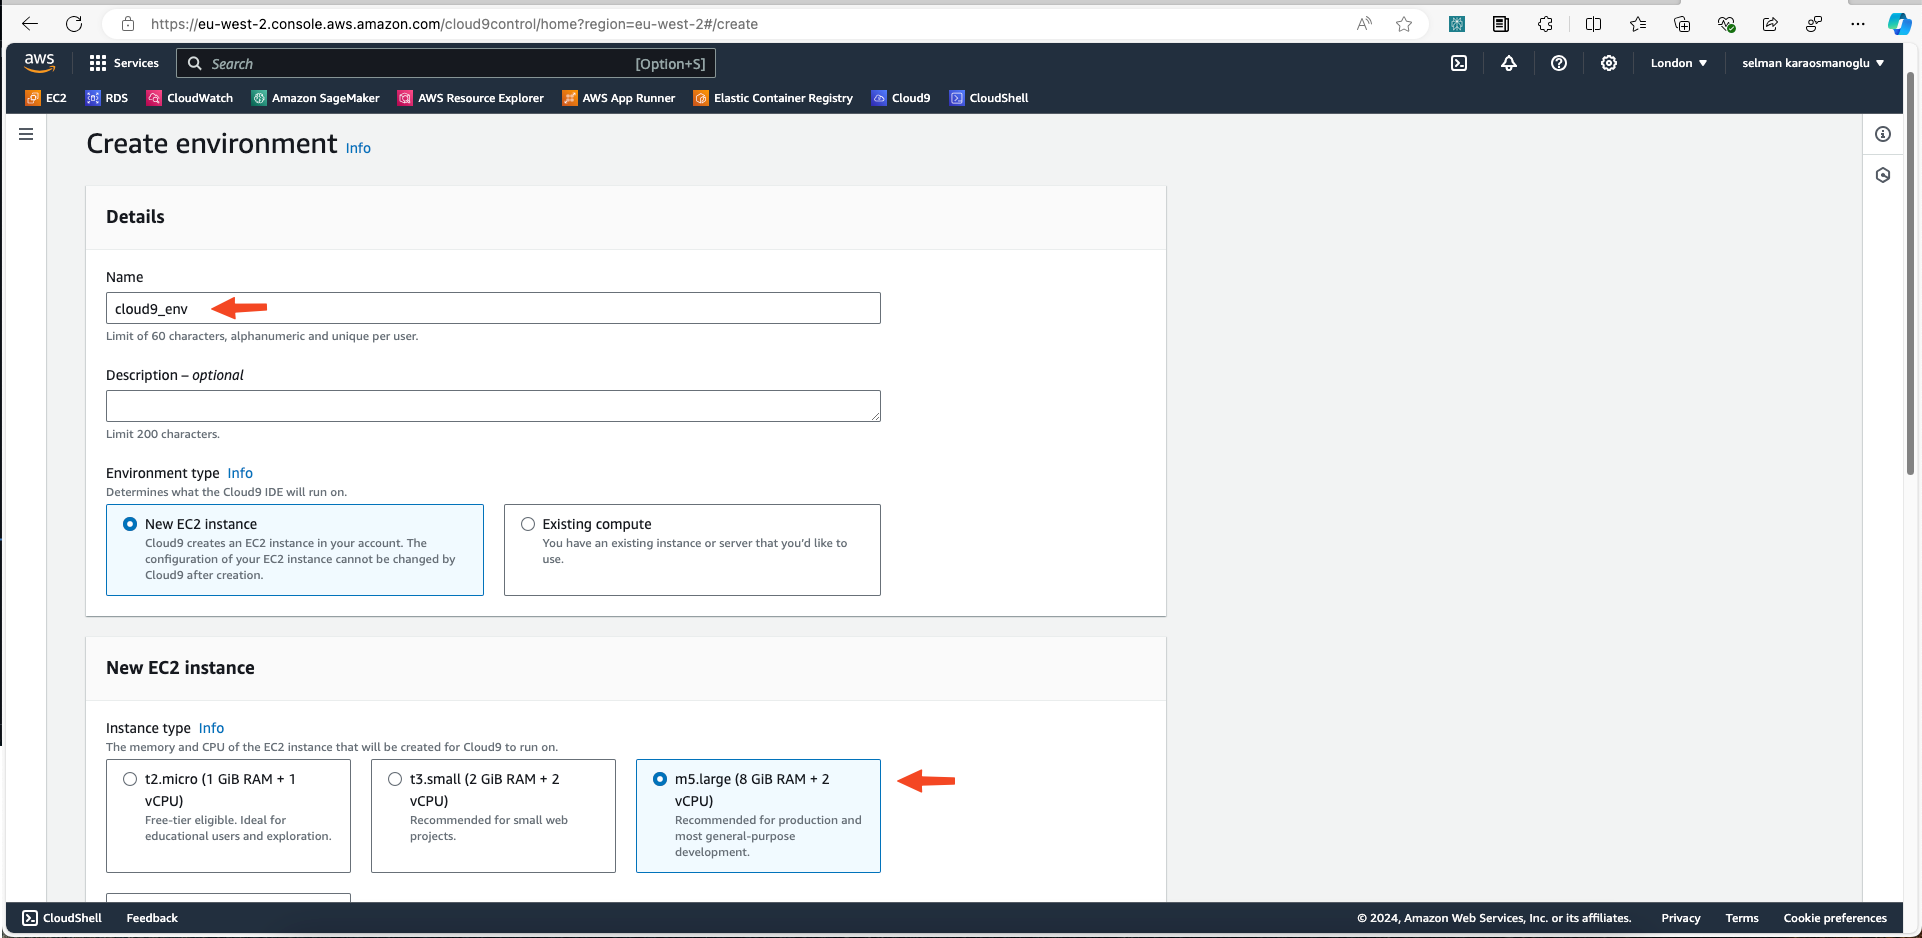 https://eu-west-2.console.aws.amazon.com/cloud9control/home?region=eu-west-2#/create
aws Services Search [Option+S] London selman karaosmanoglu
EC2 RDS CloudWatch Amazon SageMaker AWS Resource Explorer AWS App Runner Elastic Container Registry Cloud9 CloudShell
Create environment Info
Details
Name
cloud9_env
Limit of 60 characters, alphanumeric and unique per user.
Description – optional
Limit 200 characters.
Environment type Info
Determines what the Cloud9 IDE will run on.
New EC2 instance
Cloud9 creates an EC2 instance in your account. The
configuration of your EC2 instance cannot be changed by
Cloud9 after creation.
Existing compute
You have an existing instance or server that you'd like to
use.
New EC2 instance
Instance type Info
The memory and CPU of the EC2 instance that will be created for Cloud9 to run on.
t2.micro (1 GiB RAM + 1
vCPU)
Free-tier eligible. Ideal for
educational users and exploration.
t3.small (2 GiB RAM + 2
vCPU)
Recommended for small web
projects.
m5.large (8 GiB RAM + 2
vCPU)
Recommended for production and
most general-purpose
development.
CloudShell Feedback © 2024, Amazon Web Services, Inc. or its affiliates. Privacy Terms Cookie preferences